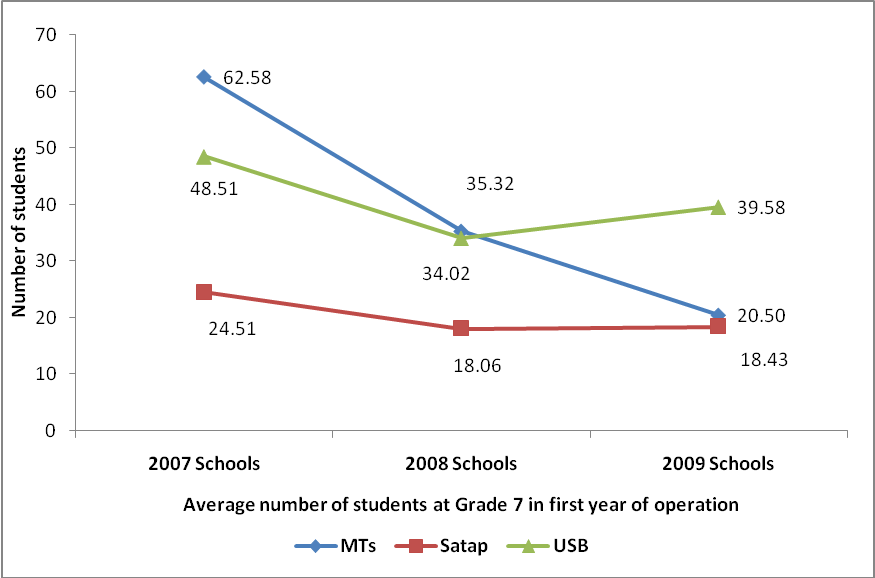 70
60
50
40
30
20
10
0
Number of students
62.58
48.51
24.51
35.32
34.02
18.06
39.58
20.50
18.43
2007 Schools
2008 Schools
2009 Schools
Average number of students at Grade 7 in first year of operation
MTs
Satap
USB